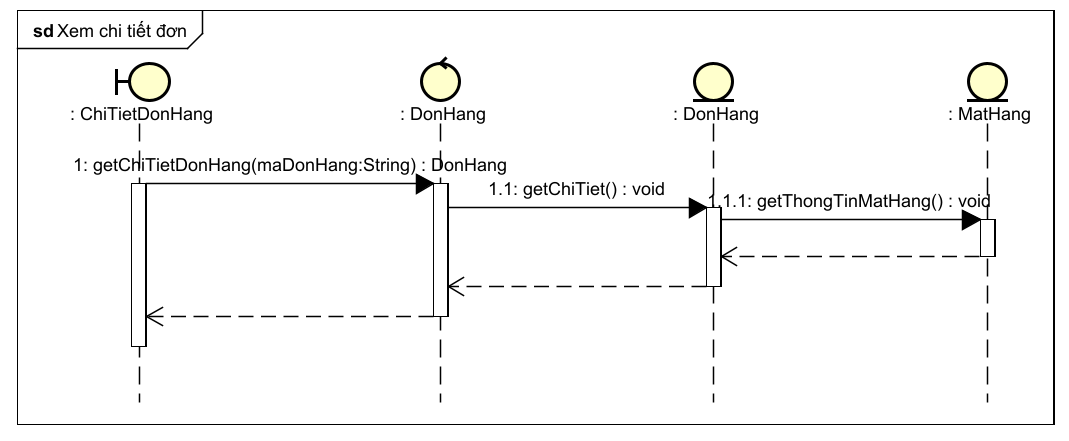 sd Xem chi tiết đơn
: ChiTietDonHang
: DonHang
: DonHang
: MatHang
1: getChiTietDonHang(maDonHang:String) : DonHang
1.1: getChiTiet() : void
1.1.1: getThongTinMatHang() : void